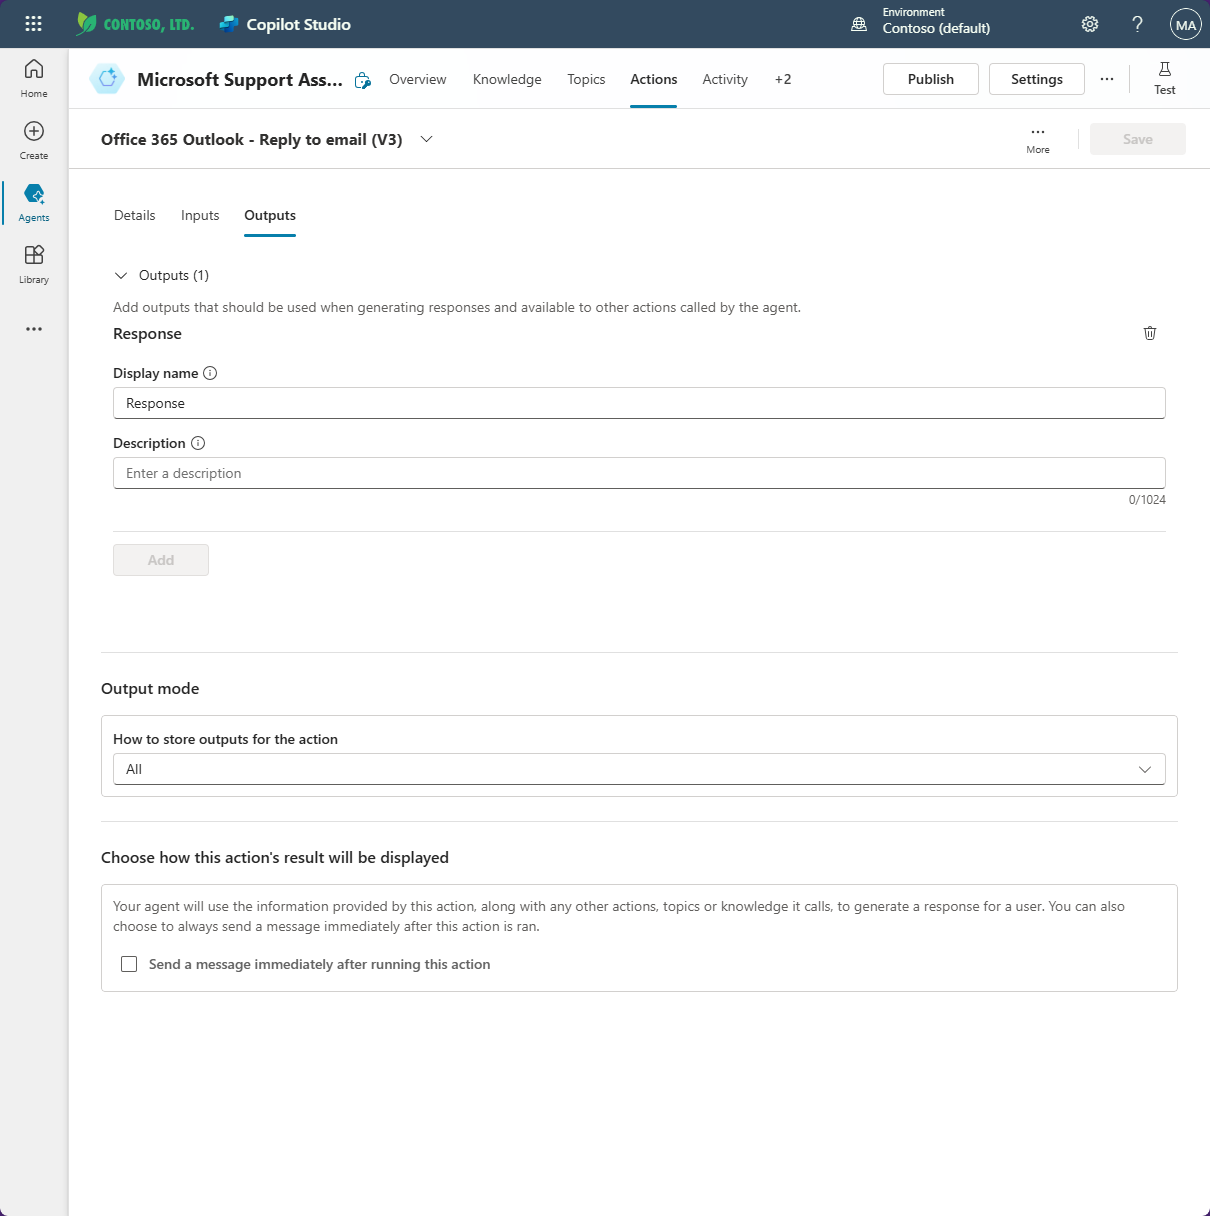 CONTOSO, LTD.
Copilot Studio
Environment
Contoso (default)
?
MA
Home
Create
Agents
Library
Microsoft Support Ass...
Overview
Knowledge
Topics
Actions
Activity
+2
Publish
Settings
Test
Office 365 Outlook - Reply to email (V3)
More
Save
Details
Inputs
Outputs
Outputs (1)
Add outputs that should be used when generating responses and available to other actions called by the agent.
Response
Display name
Response
Description
Enter a description
0/1024
Add
Output mode
How to store outputs for the action
All
Choose how this action's result will be displayed
Your agent will use the information provided by this action, along with any other actions, topics or knowledge it calls, to generate a response for a user. You can also
choose to always send a message immediately after this action is ran.
Send a message immediately after running this action